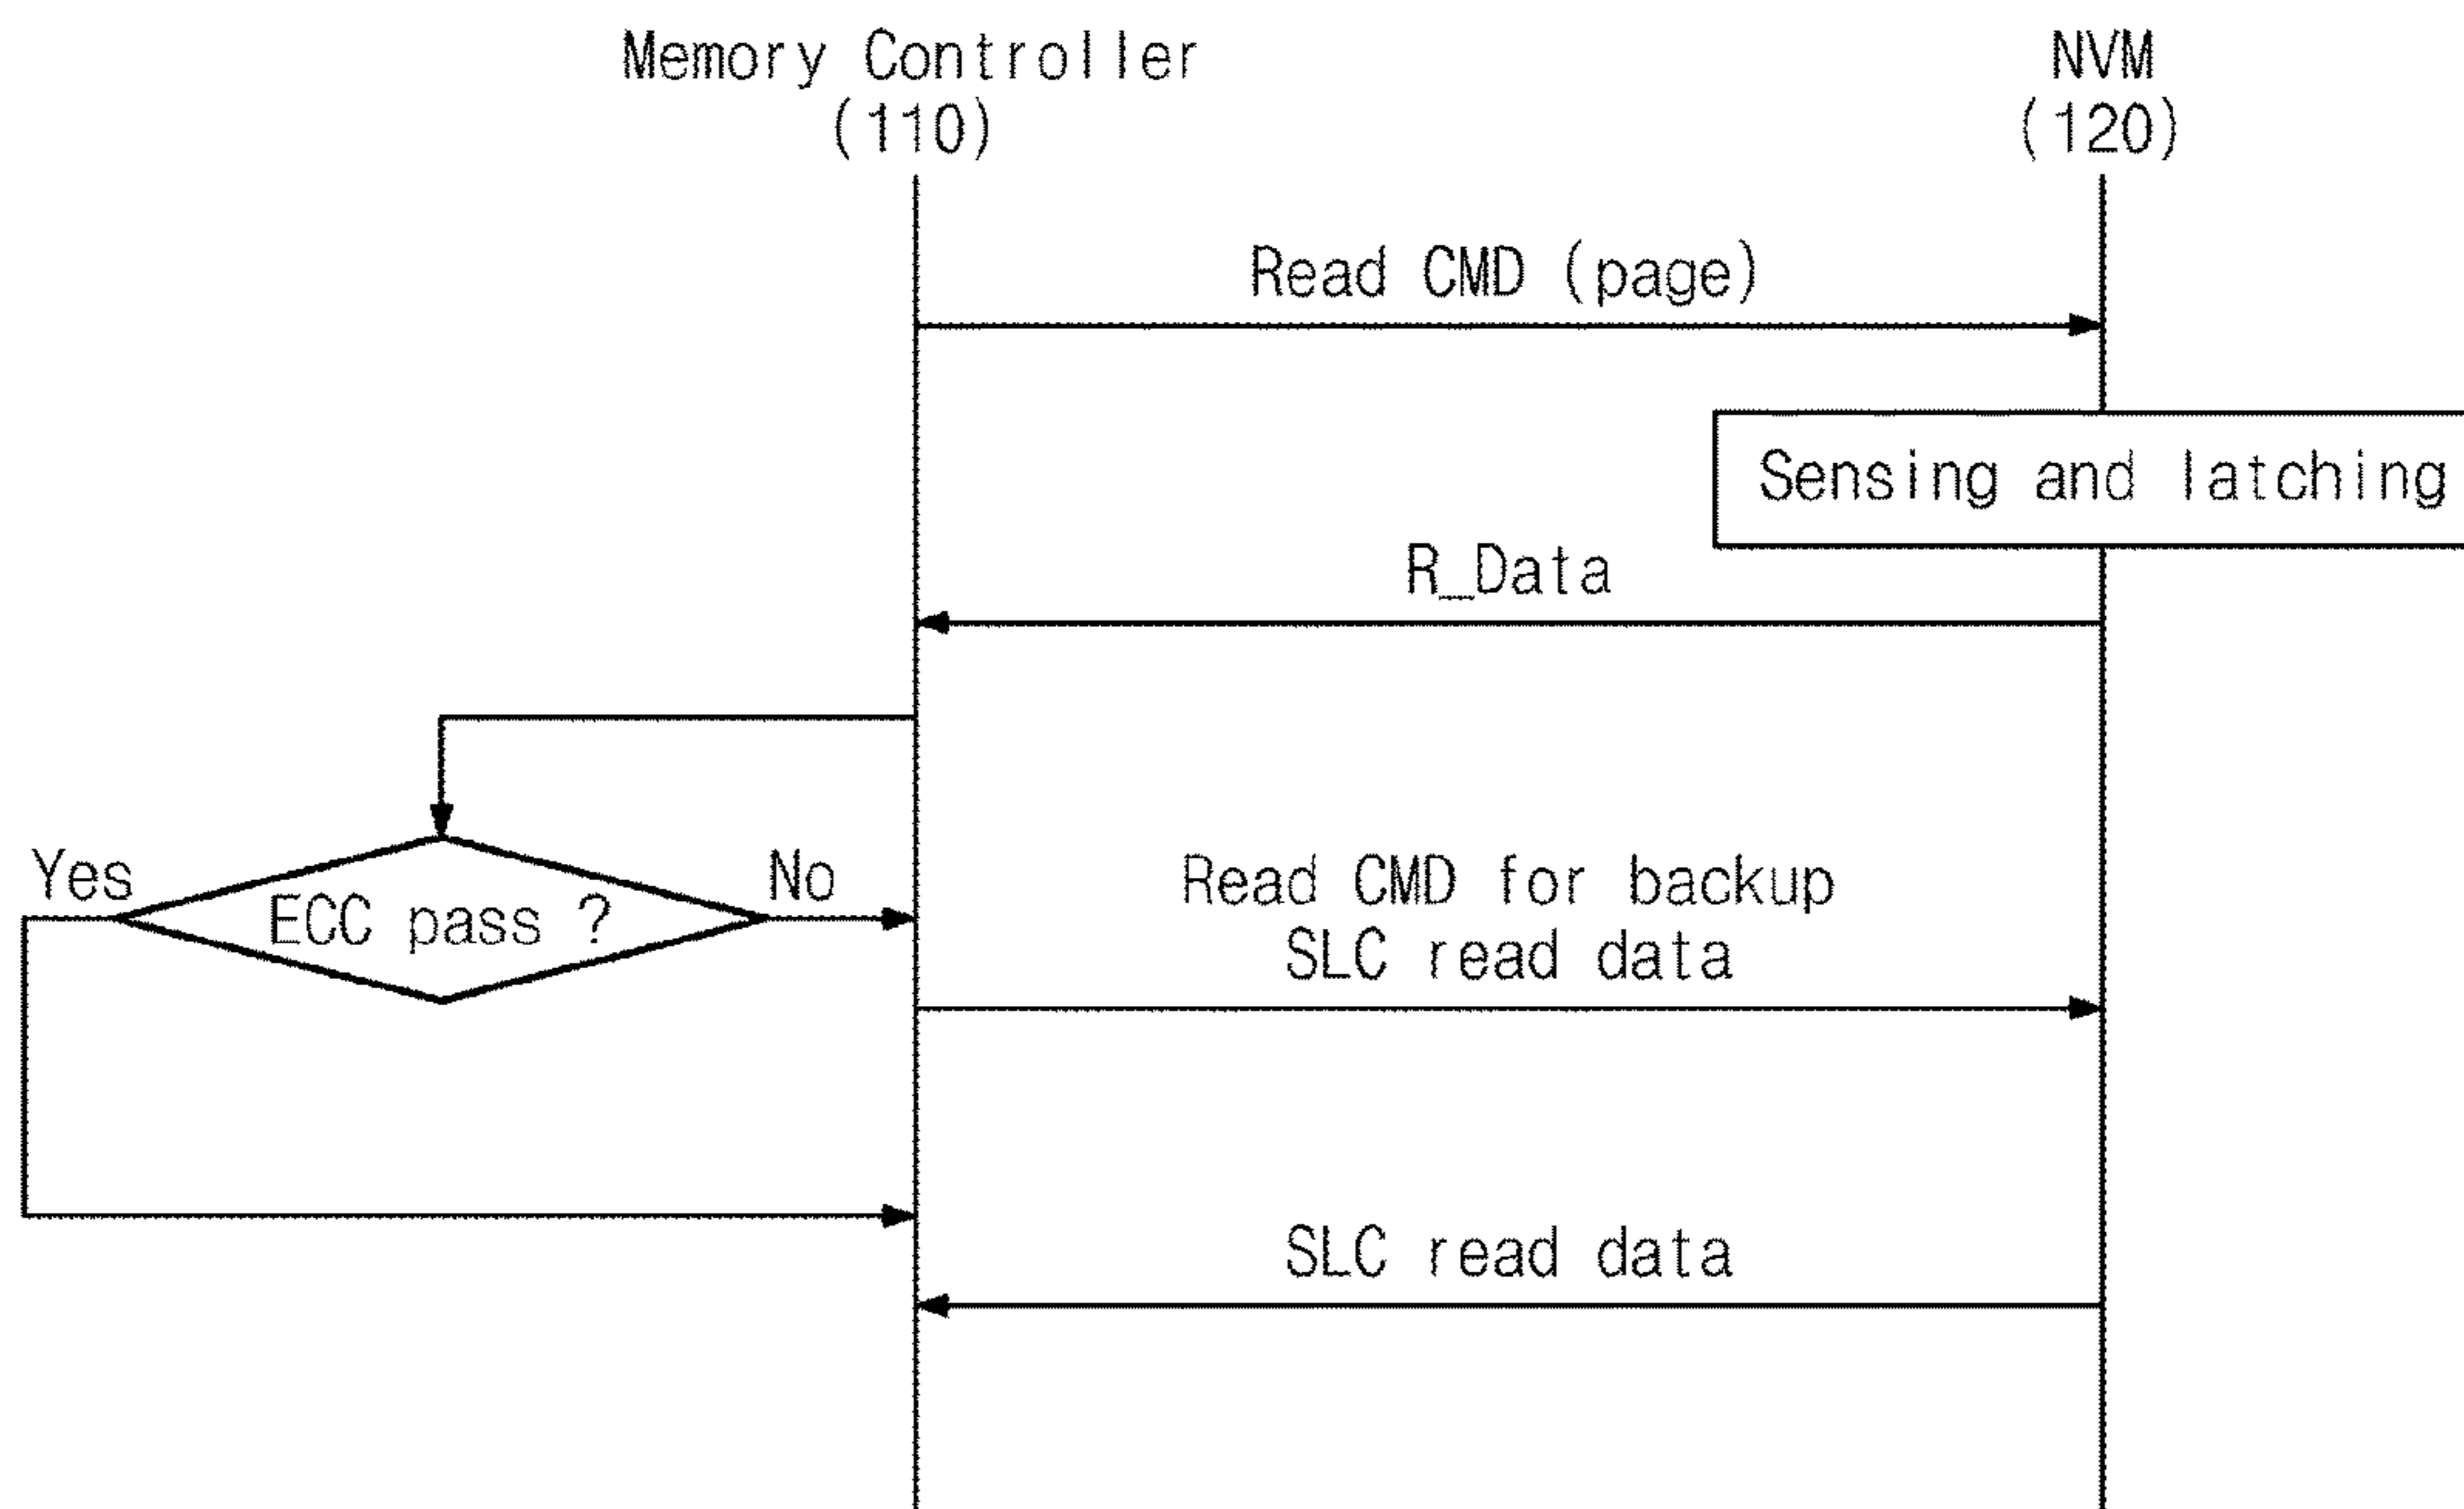 Memory Controller
(110)
NVM
(120)
Read CMD (page)
Sensing and latching
R_Data
Yes
No
ECC pass ?
Read CMD for backup
SLC read data
SLC read data